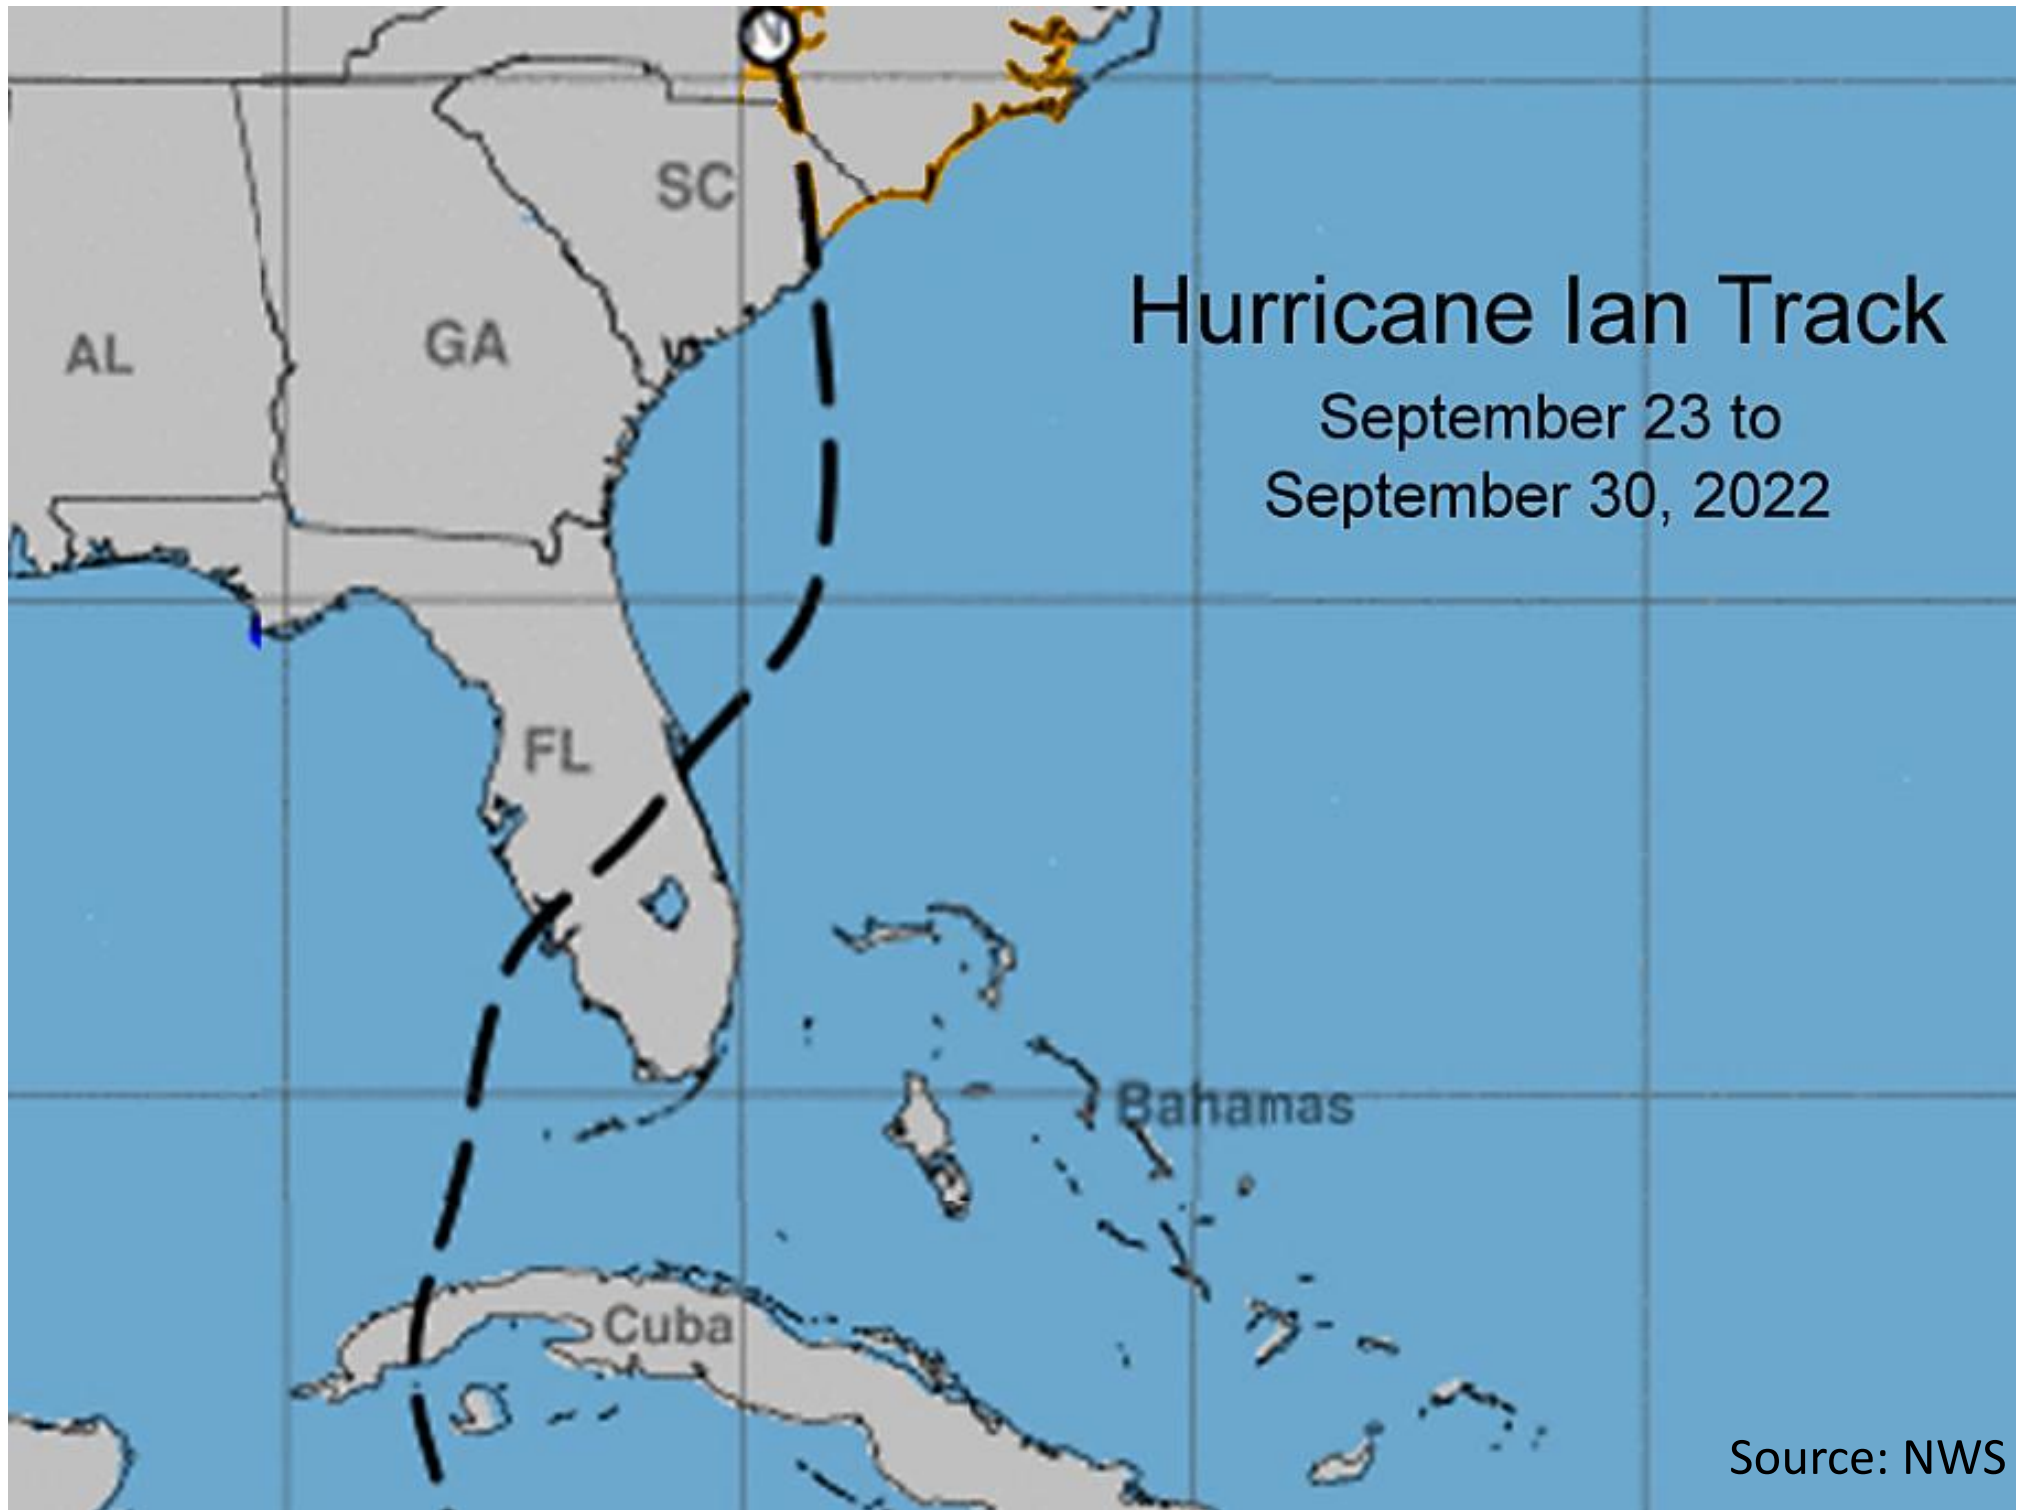 N
C
SC
Hurricane Ian Track
September 23 to
September 30, 2022
AL
GA
FL
Bahamas
Cuba
Source: NWS